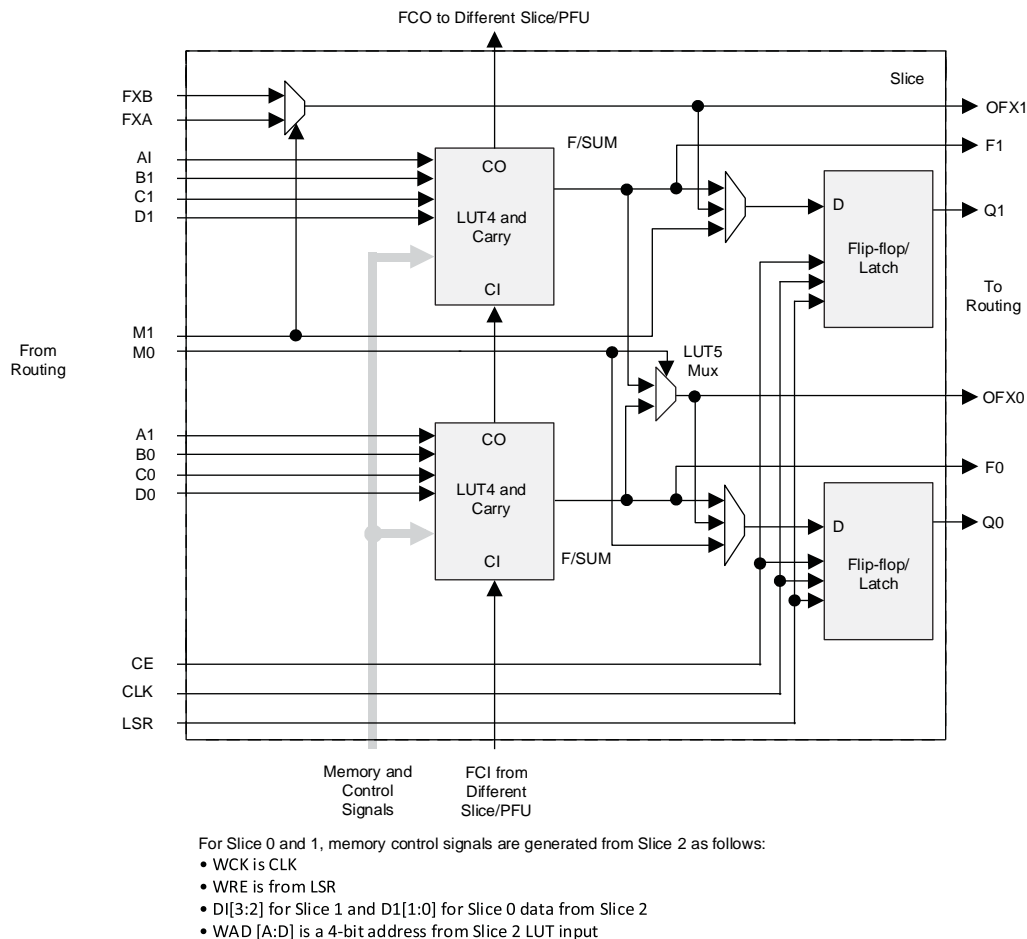 FCO to Different Slice/PFU
Slice
FXB
FXA
OFX1
F/SUM
F1
AI
B1
C1
D1
CO
LUT4 and
Carry
CI
D
Flip-flop/
Latch
Q1
To
Routing
M1
M0
From
Routing
LUT5
Mux
OFX0
A1
B0
C0
D0
CO
LUT4 and
Carry
CI
F/SUM
F0
D
Flip-flop/
Latch
Q0
CE
CLK
LSR
Memory and
Control
Signals
FCI from
Different
Slice/PFU
For Slice 0 and 1, memory control signals are generated from Slice 2 as follows:
• WCK is CLK
• WRE is from LSR
• DI[3:2] for Slice 1 and D1[1:0] for Slice 0 data from Slice 2
• WAD [A:D] is a 4-bit address from Slice 2 LUT input